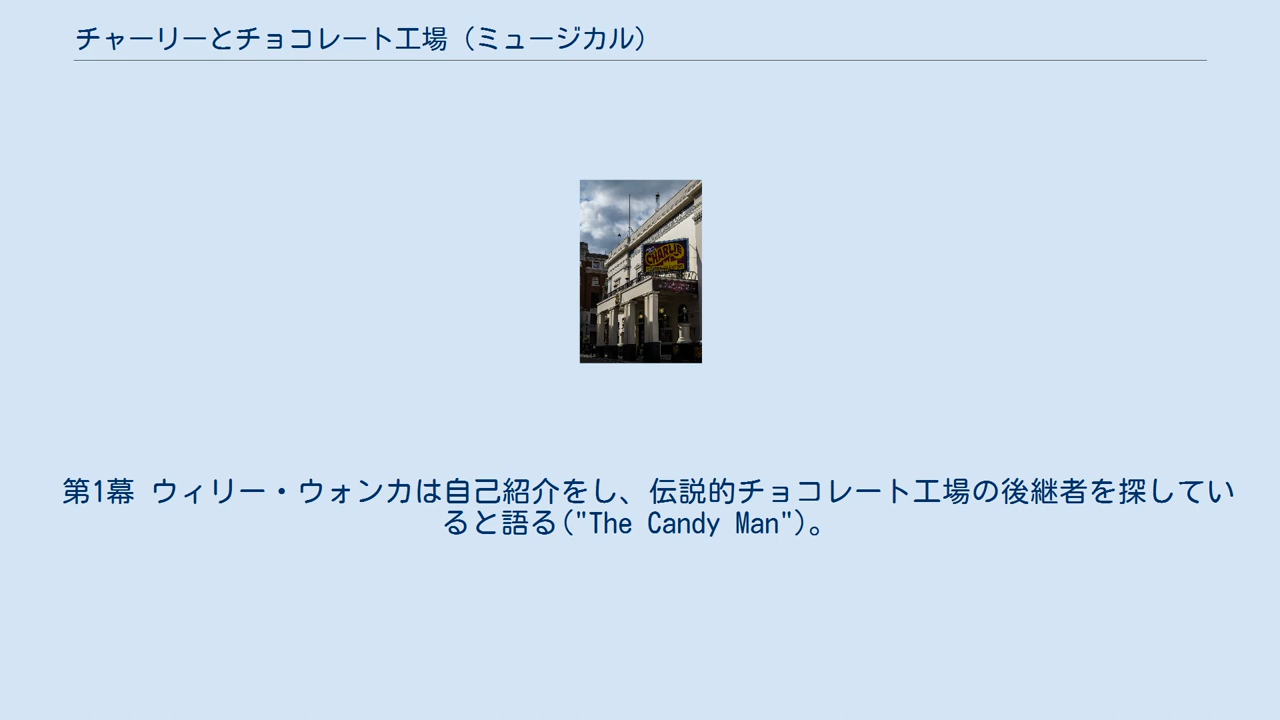 チャーリーとチョコレート工場（ミュージカル）
CHARLIE
第1幕 ウィリー・ウォンカは自己紹介をし、伝説的チョコレート工場の後継者を探してい
ると語る("The Candy Man")。